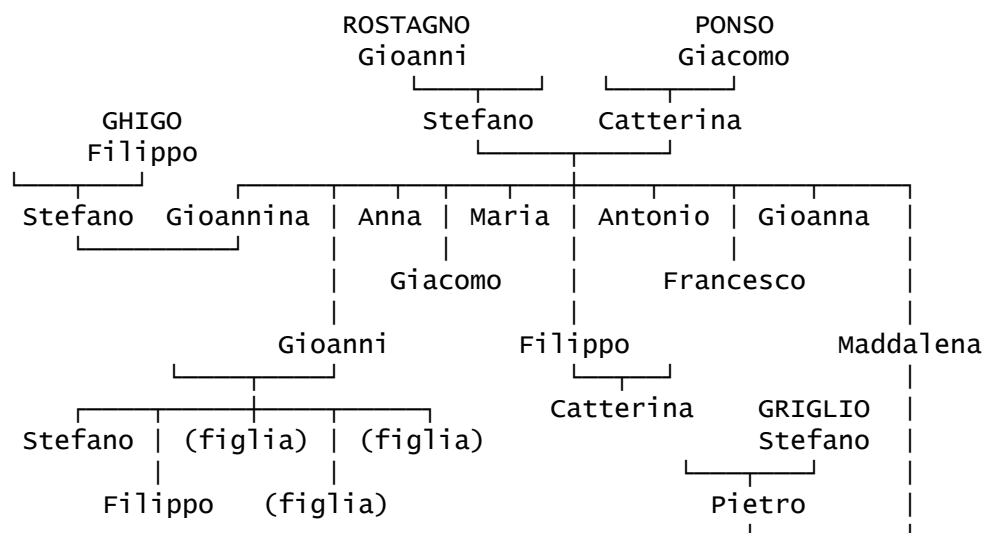 ROSTAGNO PONSO
Gioanni Giacomo
GHIGO Stefano Catterina
Filippo
Stefano Gioannina Anna Maria Antonio Gioanna
Giacomo Francesco
Gioanni Filippo Maddalena
Catterina GRIGLIO
Stefano (figlia) (figlia) Stefano
Filippo (figlia) Pietro